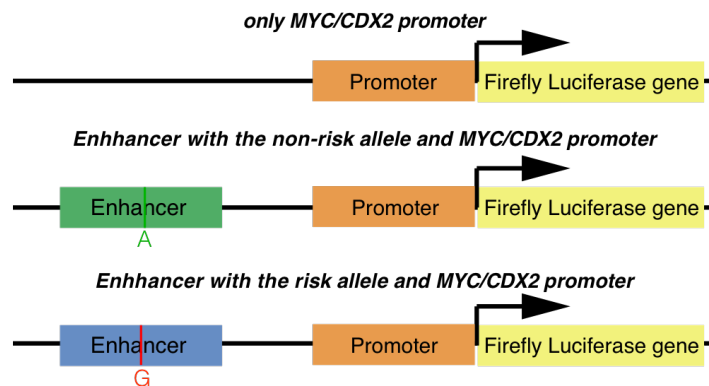 only MYC/CDX2 promoter
Promoter
Firefly Luciferase gene
Enhhancer with the non-risk allele and MYC/CDX2 promoter
Enhancer
Promoter
Firefly Luciferase gene
A
Enhhancer with the risk allele and MYC/CDX2 promoter
Enhancer
Promoter
Firefly Luciferase gene
G